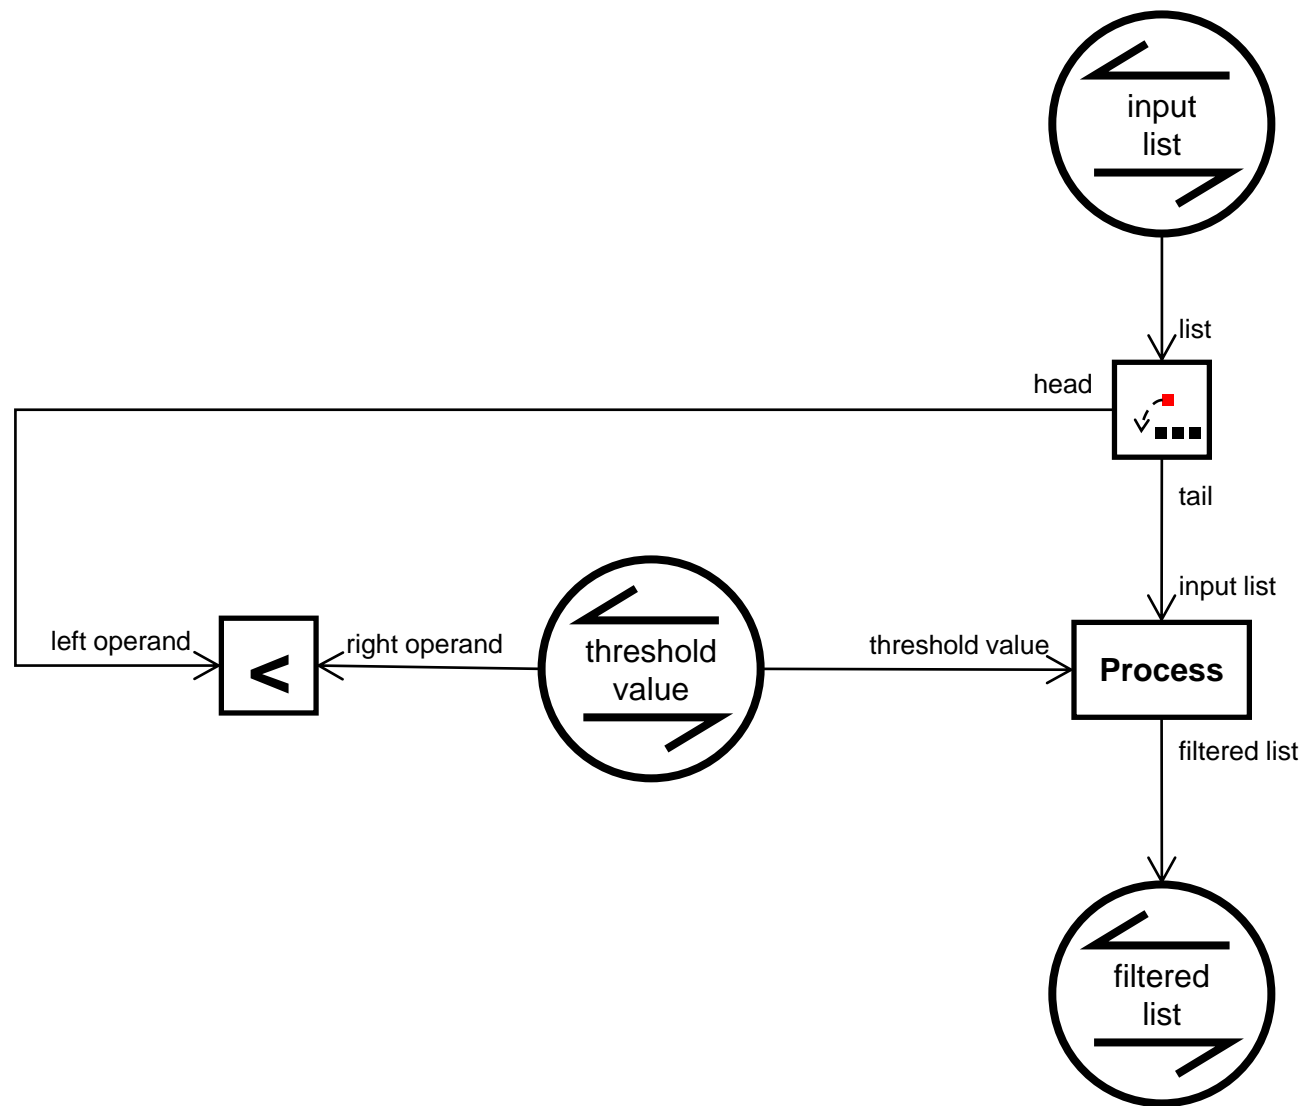 input
list
list
head
tail
input list
left operand
<
right operand
threshold
value
threshold value
Process
filtered list
filtered
list